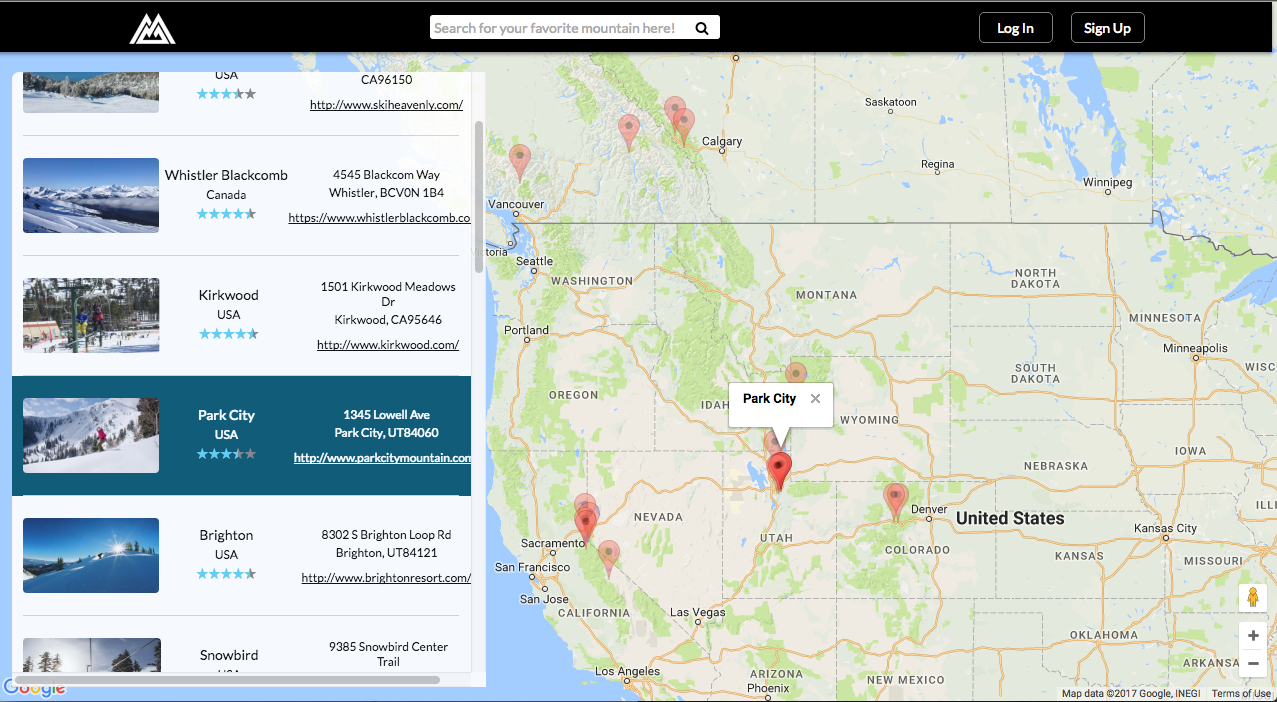 Search for your favorite mountain here!
Log In
Sign Up
USA
CA96150
http://www.skiheavenly.com/
Whistler Blackcomb
Canada
4545 Blackcom Way
Whistler, BCV0N 1B4
https://www.whistlerblackcomb.co
Kirkwood
USA
1501 Kirkwood Meadows
Dr
Kirkwood, CA95646
http://www.kirkwood.com/
Park City
USA
1345 Lowell Ave
Park City, UT84060
http://www.parkcitymountain.com
Brighton
USA
8302 S Brighton Loop Rd
Brighton, UT84121
http://www.brightonresort.com/
Snowbird
9385 Snowbird Center
Trail
Google
Saskatoon
Calgary
Regina
Winnipeg
Vancouver
toria
Seattle
WASHINGTON
NORTH
DAKOTA
MONTANA
MINNESOTA
Portland
Minneapolis
WISC
SOUTH
DAKOTA
OREGON
IDAH
Park City
WYOMING
IOWA
NEBRASKA
NEVADA
Denver
United States
ILL
Kansas City
Sacramento
UTAH
COLORADO
KANSAS
MISSOURI
San Francisco
San Jose
CALIFORNIA
Las Vegas
OKLAHOMA
ARKANSA
Los Angeles
ARIZONA
NEW MEXICO
Phoenix
Map data ©2017 Google, INEGI
Terms of Use